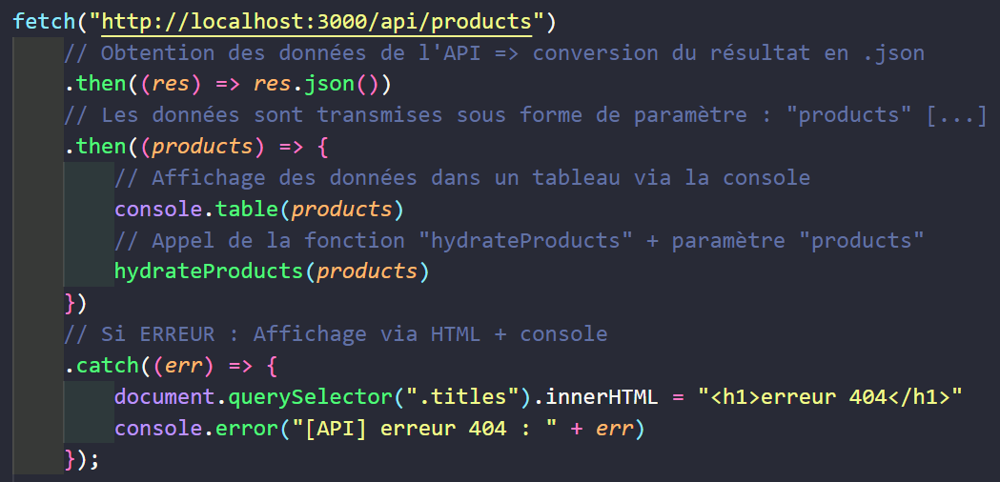 fetch("http://localhost:3000/api/products")
// Obtention des données de l'API => conversion du résultat en .json
.then((res) => res.json())
// Les données sont transmises sous forme de paramètre : "products" [...]
.then((products) => {
// Affichage des données dans un tableau via la console
console.table(products)
// Appel de la fonction "hydrateProducts" + paramètre "products"
hydrateProducts(products)
})
// Si ERREUR : Affichage via HTML + console
.catch((err) => {
document.querySelector(".titles").innerHTML = "<h1>erreur 404</h1>"
console.error("[API] erreur 404 : " + err)
});